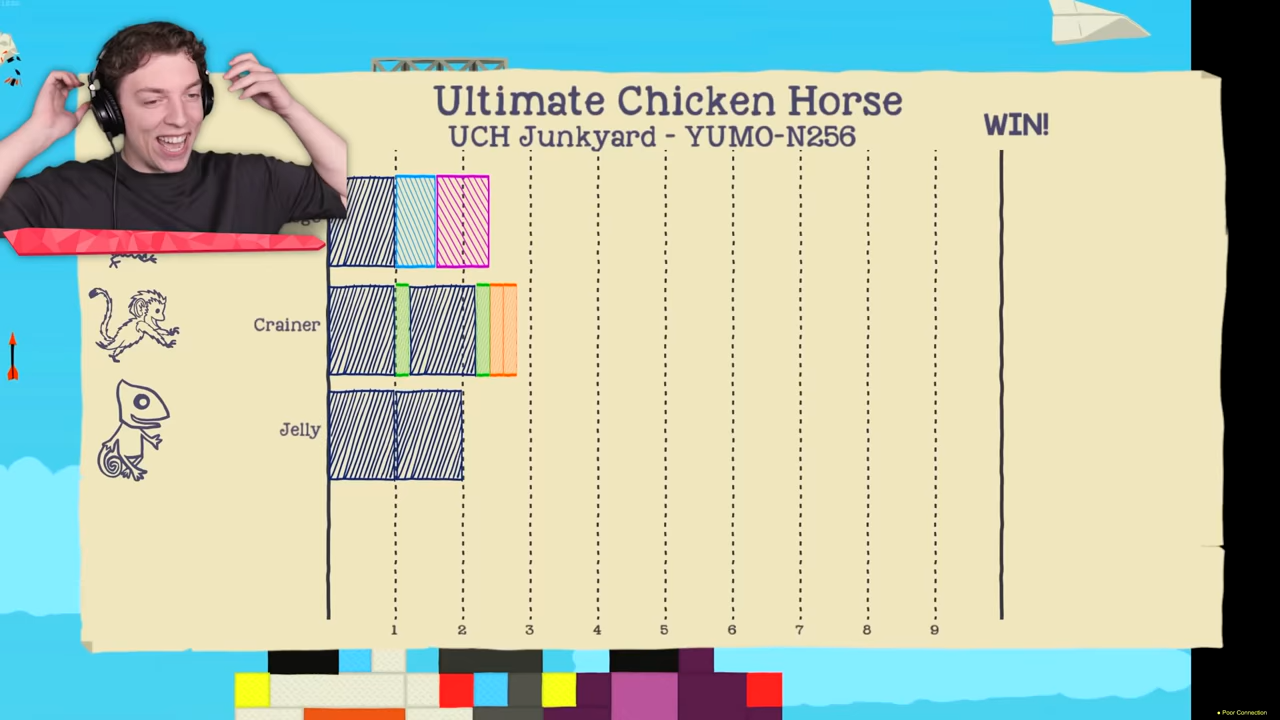 Ultimate Chicken Horse
UCH Junkyard - YUMO-N256
WIN!
Crainer
Jelly
1 2 3 4 5 6 7 8 9
Poor Connection